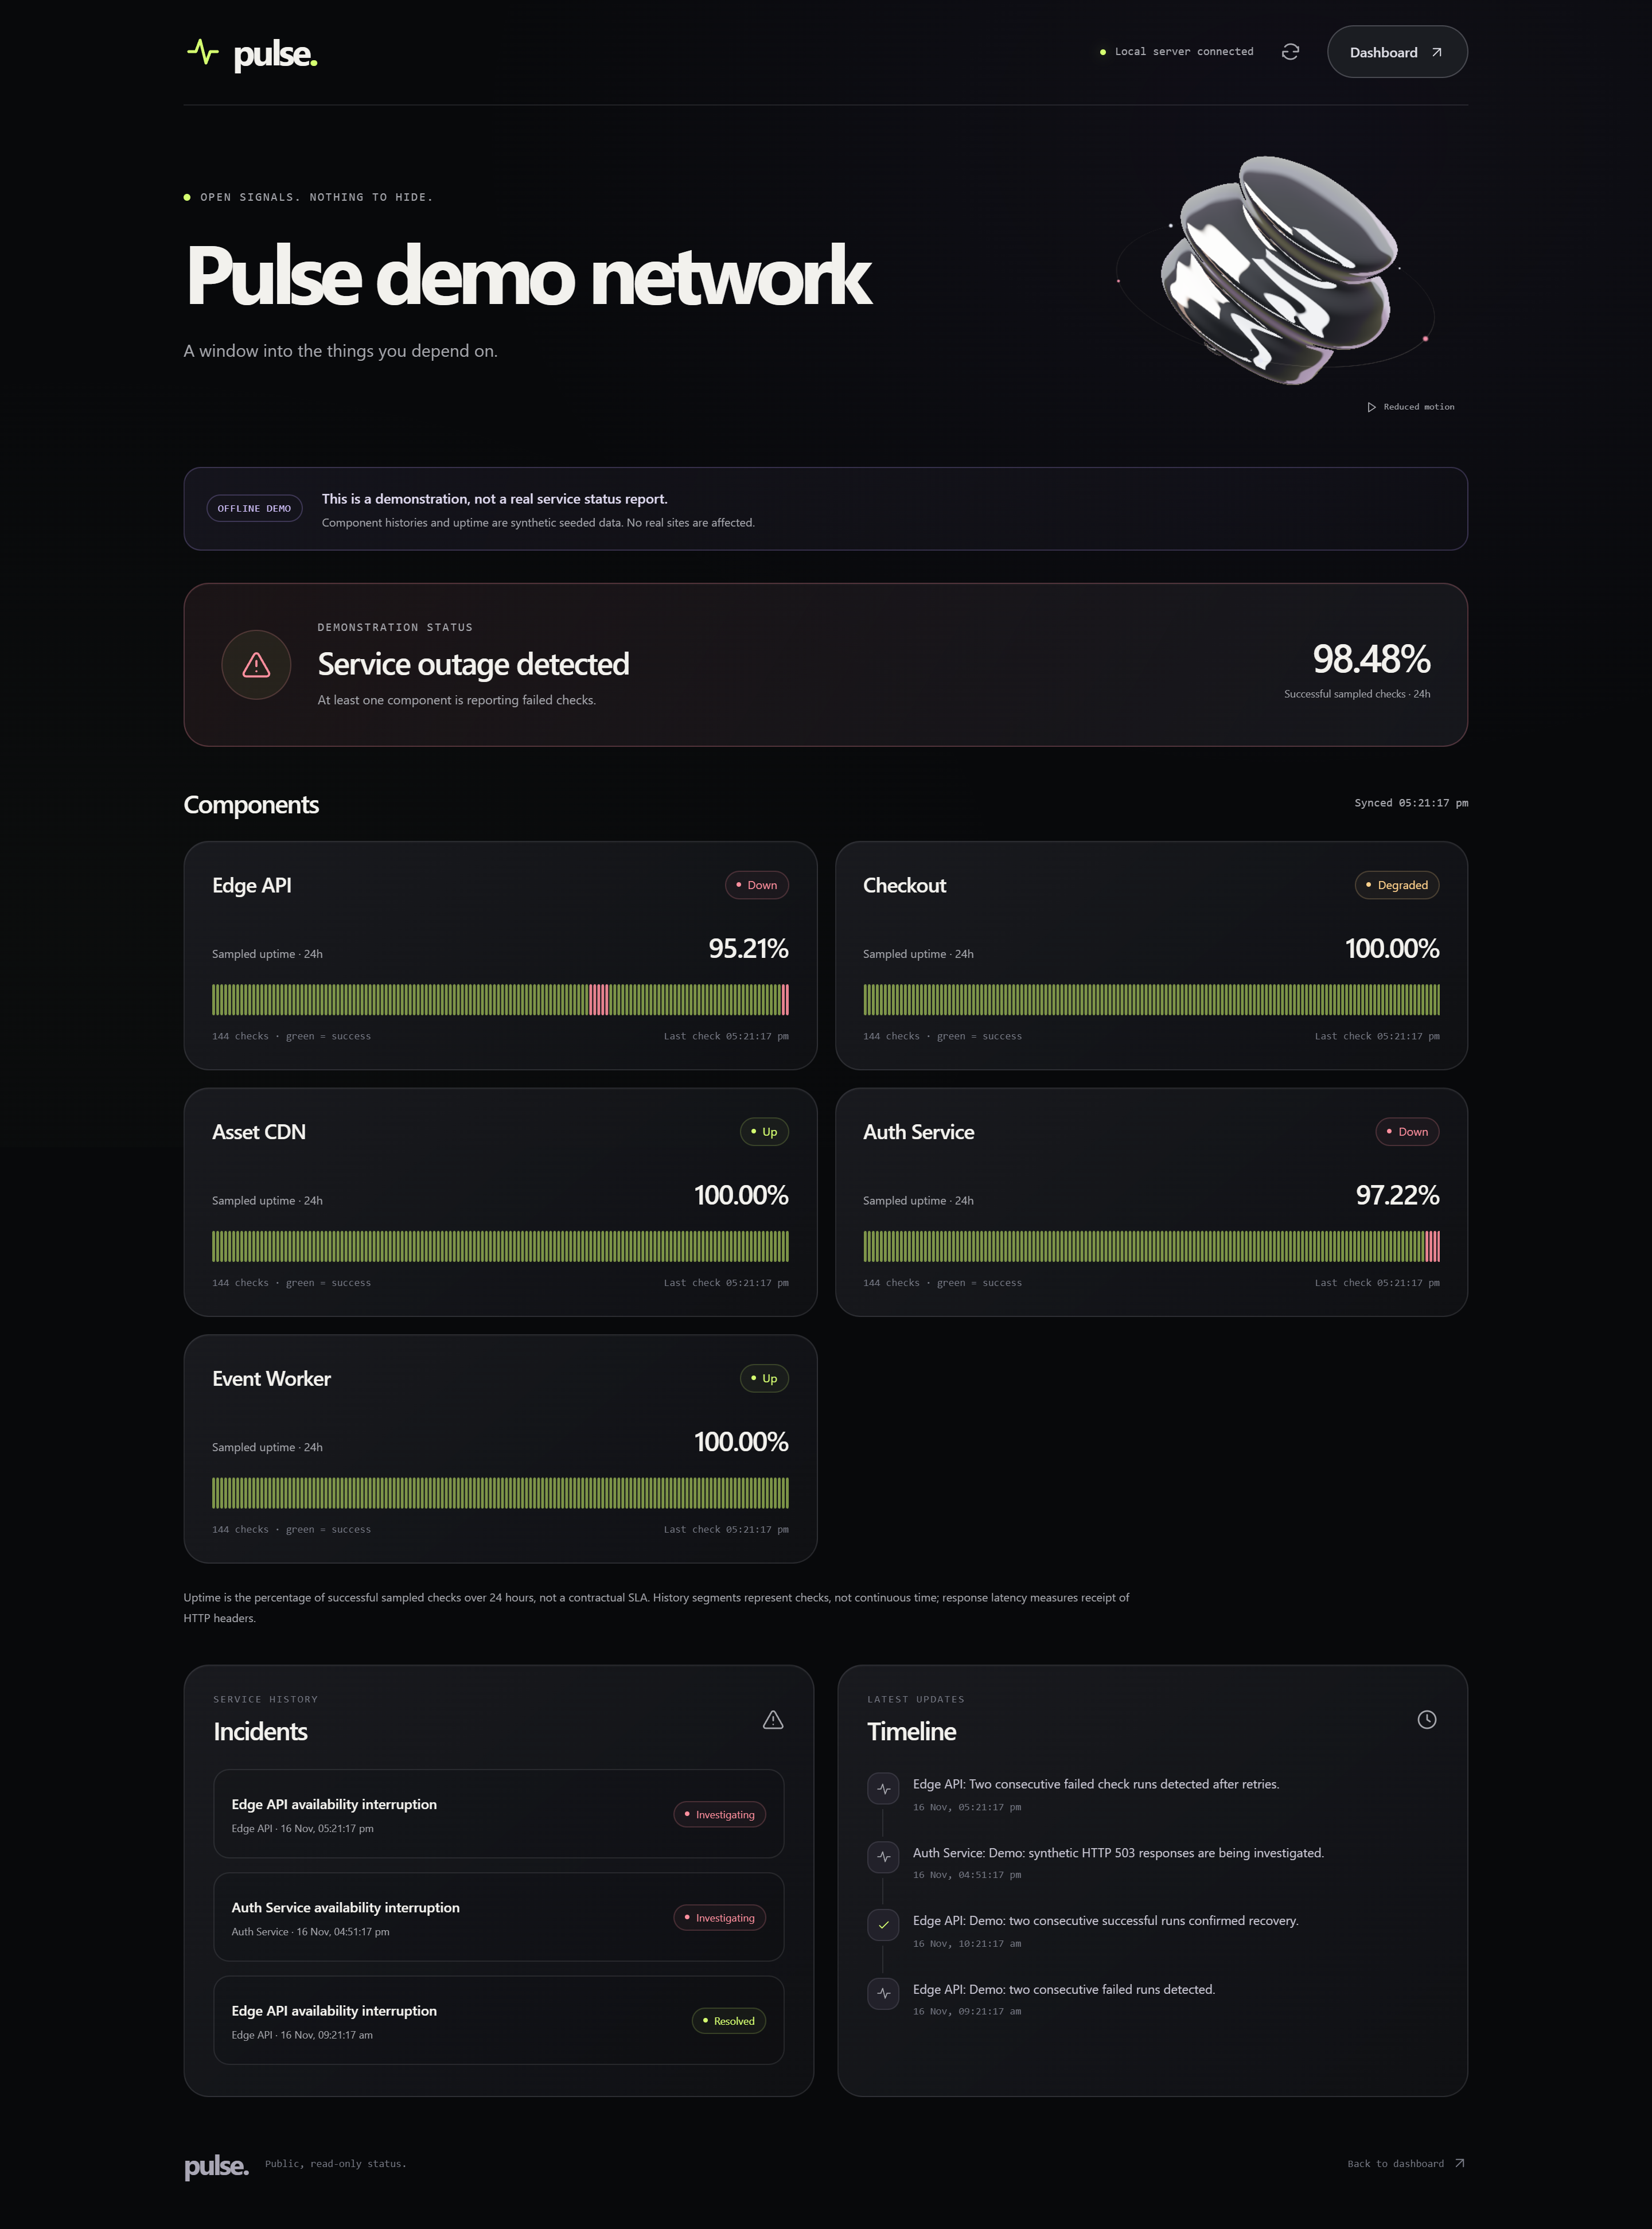 pulse.
Local server connected
Dashboard
OPEN SIGNALS. NOTHING TO HIDE.
Pulse demo network
A window into the things you depend on.
Reduced motion
OFFLINE DEMO
This is a demonstration, not a real service status report.
Component histories and uptime are synthetic seeded data. No real sites are affected.
DEMONSTRATION STATUS
Service outage detected
At least one component is reporting failed checks.
98.48%
Successful sampled checks · 24h
Components
Synced 05:21:17 pm
Edge API
Down
Sampled uptime · 24h
95.21%
144 checks · green = success
Last check 05:21:17 pm
Checkout
Degraded
Sampled uptime · 24h
100.00%
144 checks · green = success
Last check 05:21:17 pm
Asset CDN
Up
Sampled uptime · 24h
100.00%
144 checks · green = success
Last check 05:21:17 pm
Auth Service
Down
Sampled uptime · 24h
97.22%
144 checks · green = success
Last check 05:21:17 pm
Event Worker
Up
Sampled uptime · 24h
100.00%
144 checks · green = success
Last check 05:21:17 pm
Uptime is the percentage of successful sampled checks over 24 hours, not a contractual SLA. History segments represent checks, not continuous time; response latency measures receipt of
HTTP headers.
SERVICE HISTORY
Incidents
Edge API availability interruption
Edge API · 16 Nov, 05:21:17 pm
Investigating
Auth Service availability interruption
Auth Service · 16 Nov, 04:51:17 pm
Investigating
Edge API availability interruption
Edge API · 16 Nov, 09:21:17 am
Resolved
LATEST UPDATES
Timeline
Edge API: Two consecutive failed check runs detected after retries.
16 Nov, 05:21:17 pm
Auth Service: Demo: synthetic HTTP 503 responses are being investigated.
16 Nov, 04:51:17 pm
Edge API: Demo: two consecutive successful runs confirmed recovery.
16 Nov, 10:21:17 am
Edge API: Demo: two consecutive failed runs detected.
16 Nov, 09:21:17 am
pulse.
Public, read-only status.
Back to dashboard